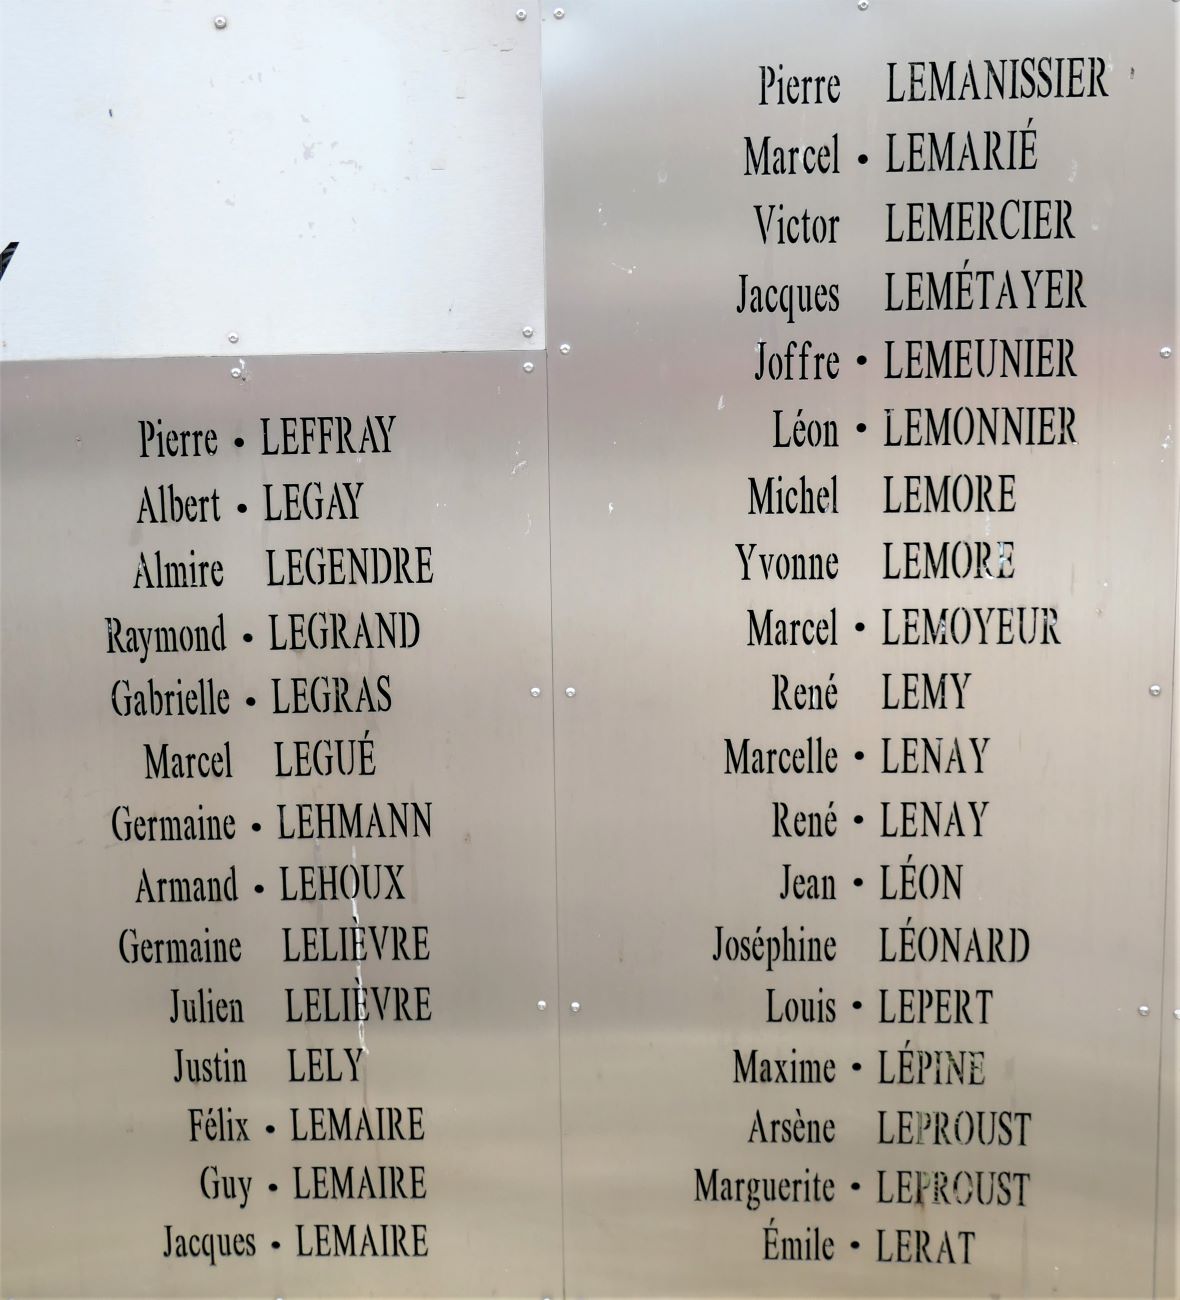 Pierre • LEFFRAY
Albert • LEGAY
Almire LEGENDRE
Raymond • LEGRAND
Gabrielle • LEGRAS
Marcel LEGUÉ
Germaine • LEHMANN
Armand • LEHOUX
Germaine LELIÈVRE
Julien LELIÈVRE
Justin LELY
Félix • LEMAIRE
Guy • LEMAIRE
Jacques • LEMAIRE
Pierre LEMANISSIER
Marcel • LEMARIÉ
Victor LEMERCIER
Jacques LEMÉTAYER
Joffre • LEMEUNIER
Léon • LEMONNIER
Michel LEMORE
Yvonne LEMORE
Marcel • LEMOYEUR
René LEMY
Marcelle • LENAY
René • LENAY
Jean • LÉON
Joséphine LÉONARD
Louis • LEPERT
Maxime • LÉPINE
Arsène LEPROUST
Marguerite • LEPROUST
Émile • LERAT